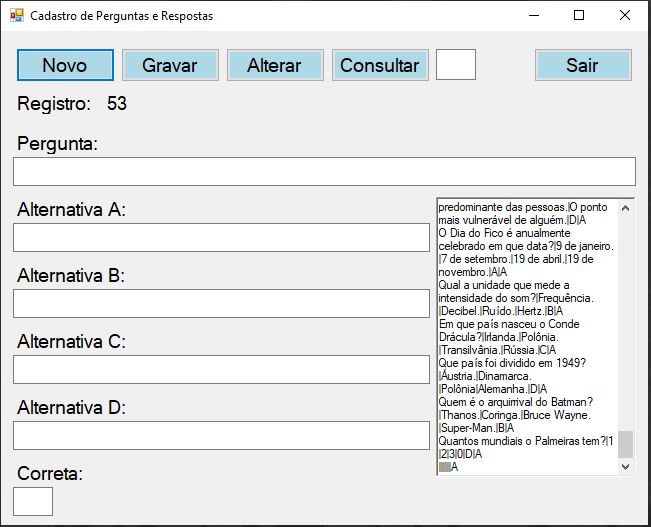 Cadastro de Perguntas e Respostas
Novo Gravar Alterar Consultar Sair
Registro: 53
Pergunta:
Alternativa A:
Alternativa B:
Alternativa C:
Alternativa D:
Correta:
predominante das pessoas.|O ponto
mais vulnerável de alguém.|D|A
O Dia do Fico é anualmente
celebrado em que data?|9 de janeiro.
|7 de setembro.|19 de abril.|19 de
novembro.|A|A
Qual a unidade que mede a
intensidade do som?|Frequência.
|Decibel.|Ruído.|Hertz.|B|A
Em que país nasceu o Conde
Drácula?|Irlanda.|Polônia.
|Transilvânia.|Rússia.|C|A
Que país foi dividido em 1949?
|Áustria.|Dinamarca.
|Polônia|Alemanha.|D|A
Quem é o arquirrival do Batman?
|Thanos.|Coringa.|Bruce Wayne.
|Super-Man.|B|A
Quantos mundiais o Palmeiras tem?|1
|2|3|0|D|A
|A